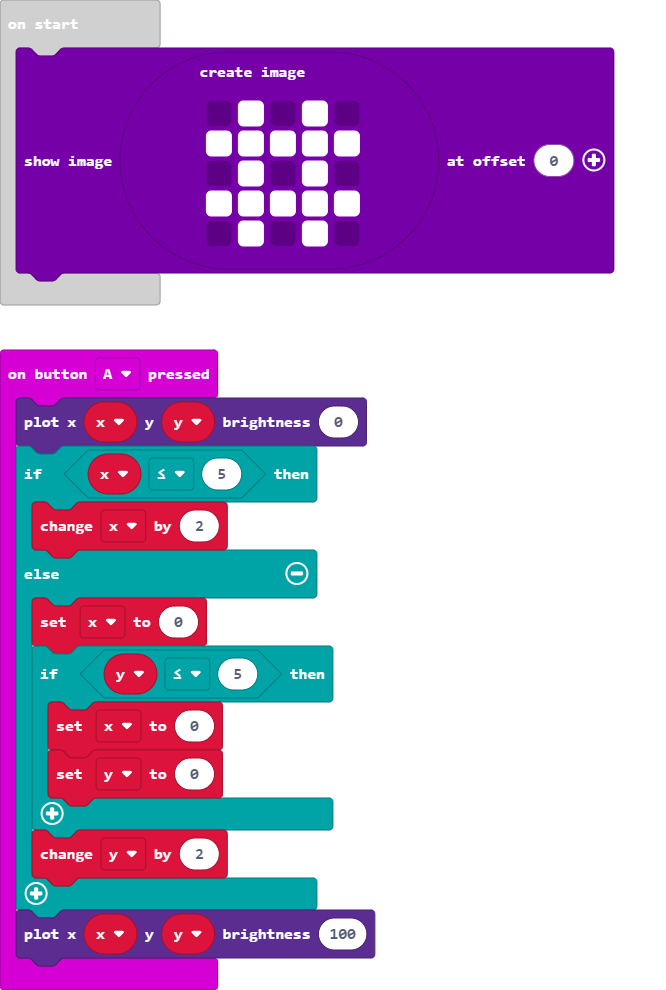 on start
create image
show image at offset 0
on button A pressed
plot x x y y brightness 0
if x ≤ 5 then
change x by 2
else
set x to 0
if y ≤ 5 then
set x to 0
set y to 0
change y by 2
plot x x y y brightness 100